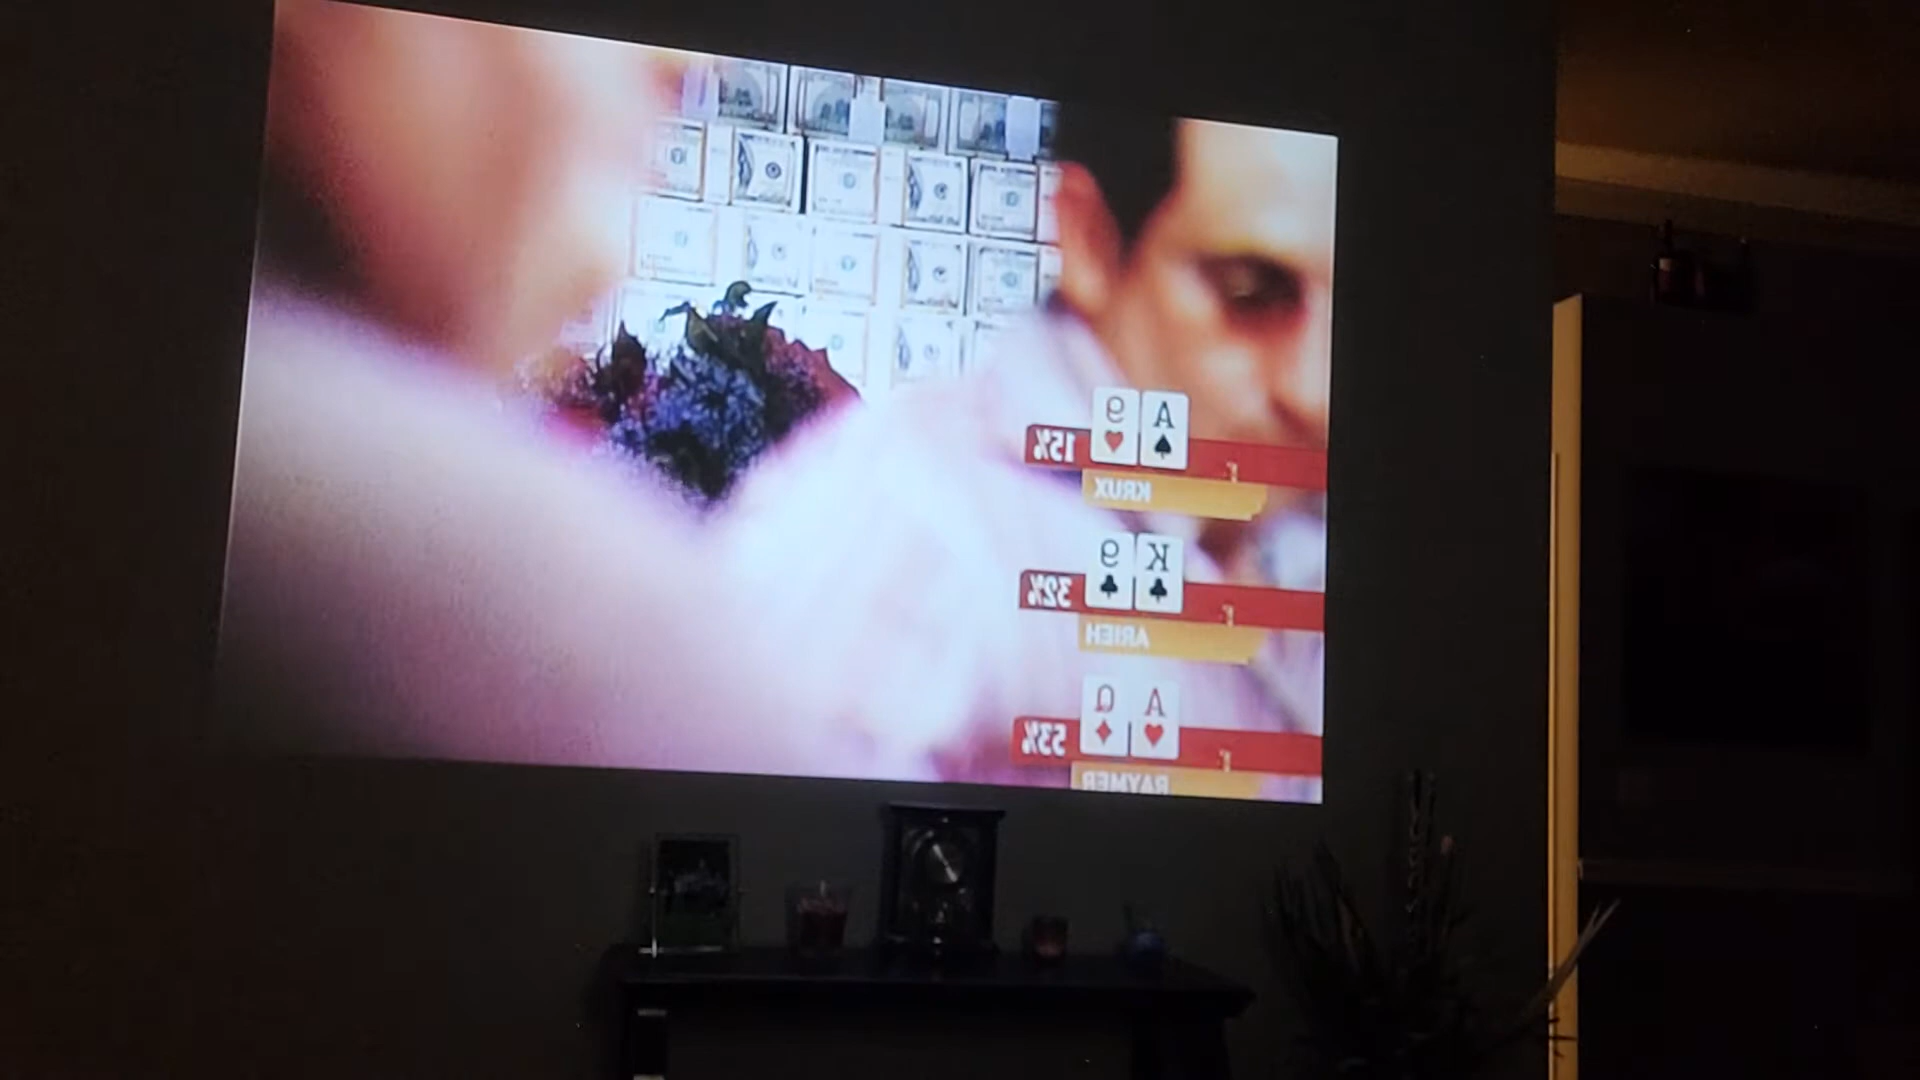 A 9
15%
KRUX
K 9
32%
ARIEH
A Q
53%
RAYMER